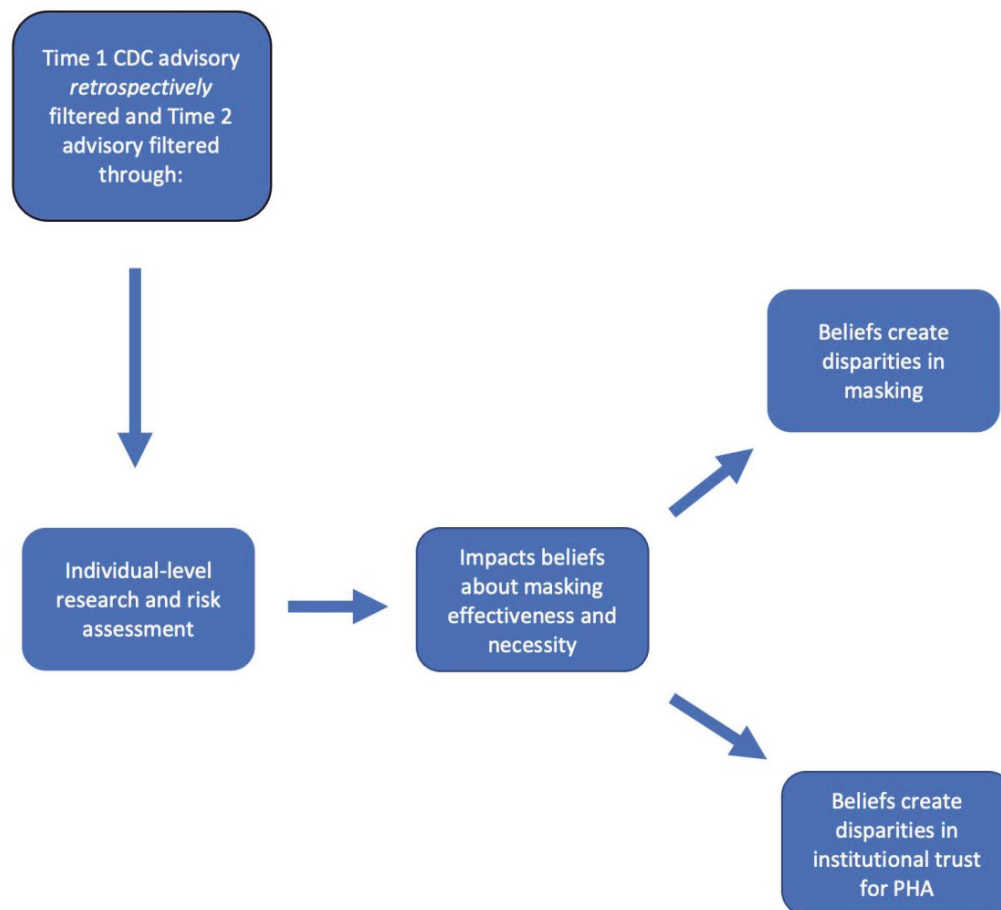 Time 1 CDC advisory
retrospectively
filtered and Time 2
advisory filtered
through:
Individual-level
research and risk
assessment
Impacts beliefs
about masking
effectiveness and
necessity
Beliefs create
disparities in
masking
Beliefs create
disparities in
institutional trust
for PHA